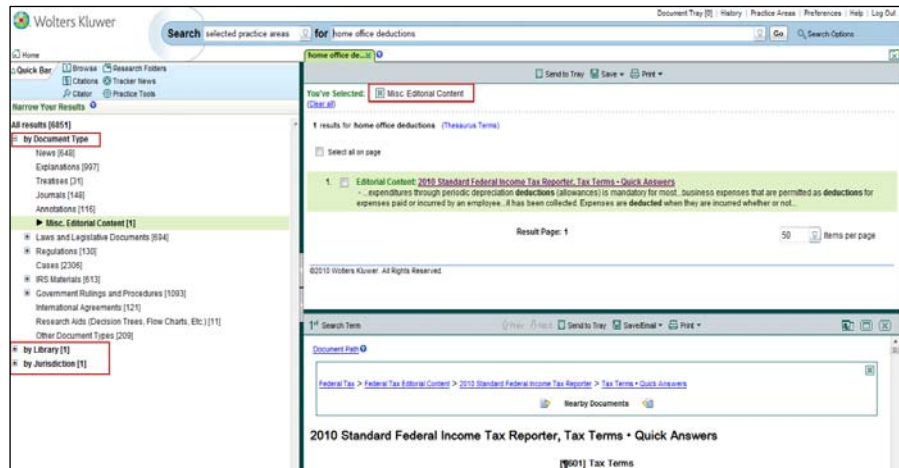 Wolters Kluwer
Document Tray [0] | History | Practice Areas | Preferences | Help | Log Out
Search selected practice areas for home office deductions Go Search Options
Home
Quick Bar
Browse Research Folders
Citations Tracker News
Citator Practice Tools
Narrow Your Results
All results [6851]
by Document Type
News [648]
Explanations [997]
Treatises [31]
Journals [148]
Annotations [116]
Misc. Editorial Content [1]
Laws and Legislative Documents [694]
Regulations [130]
Cases [2306]
IRS Materials [613]
Government Rulings and Procedures [1093]
International Agreements [121]
Research Aids (Decision Trees, Flow Charts, Etc.) [11]
Other Document Types [209]
by Library [1]
by Jurisdiction [1]
home office de...
Send to Tray Save Print
You've Selected: Misc. Editorial Content
(Clear all)
1 results for home office deductions (Thesaurus Terms)
Select all on page
1. Editorial Content: 2010 Standard Federal Income Tax Reporter, Tax Terms • Quick Answers
- ...expenditures through periodic depreciation deductions (allowances) is mandatory for most...business expenses that are permitted as deductions for
expenses paid or incurred by an employee...it has been collected. Expenses are deducted when they are incurred whether or not...
Result Page: 1
50 items per page
©2010 Wolters Kluwer. All Rights Reserved.
1st Search Term Prev Next Send to Tray Save/Email Print
Document Path
Federal Tax > Federal Tax Editorial Content > 2010 Standard Federal Income Tax Reporter > Tax Terms • Quick Answers
Nearby Documents
2010 Standard Federal Income Tax Reporter, Tax Terms • Quick Answers
[¶601] Tax Terms